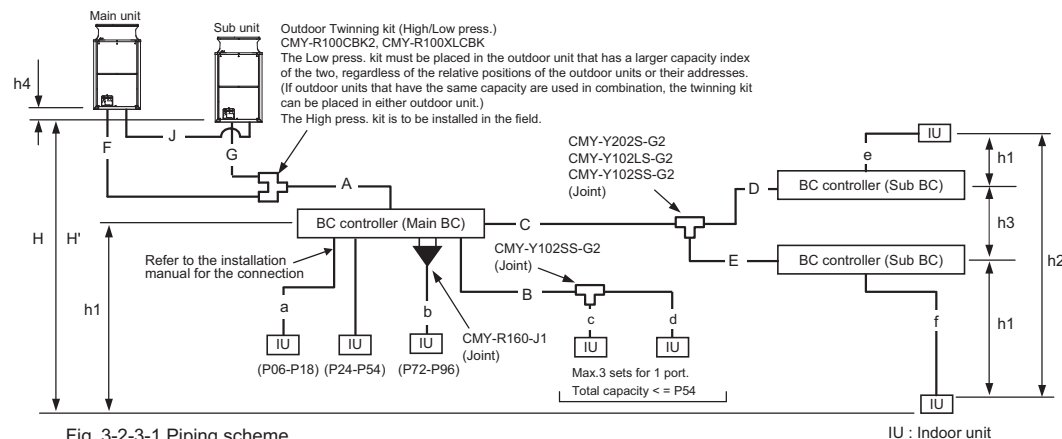 Main unit
Sub unit
Outdoor Twinning kit (High/Low press.)
CMY-R100CBK2, CMY-R100XLCBK
The Low press. kit must be placed in the outdoor unit that has a larger capacity index
of the two, regardless of the relative positions of the outdoor units or their addresses.
(If outdoor units that have the same capacity are used in combination, the twinning kit
can be placed in either outdoor unit.)
The High press. kit is to be installed in the field.
h4
F
J
G
A
H
H'
h1
BC controller (Main BC)
Refer to the installation
manual for the connection
a
IU
(P06-P18)
IU
(P24-P54)
b
IU
(P72-P96)
CMY-R160-J1
(Joint)
C
B
CMY-Y102SS-G2
(Joint)
c
IU
d
IU
Max.3 sets for 1 port.
Total capacity < = P54
CMY-Y202S-G2
CMY-Y102LS-G2
CMY-Y102SS-G2
(Joint)
D
E
e
IU
BC controller (Sub BC)
BC controller (Sub BC)
f
IU
h1
h3
h2
h1
Fig. 3-2-3-1 Piping scheme
IU : Indoor unit